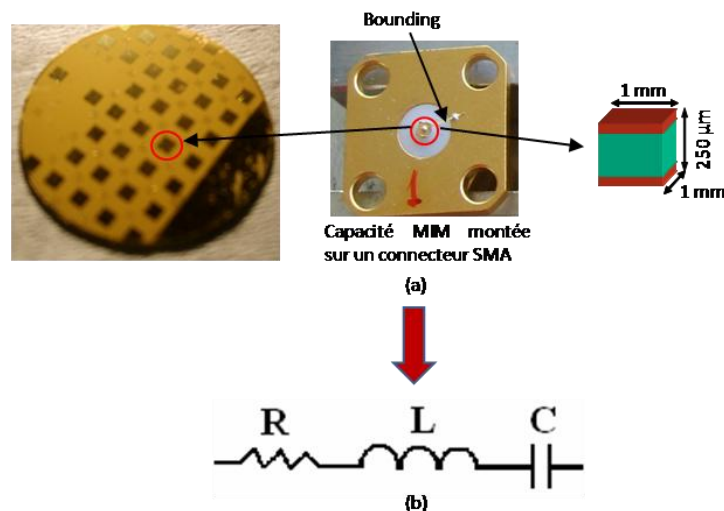 Bounding
1 mm
250 µm
1 mm
Capacité MIM montée
sur un connecteur SMA
(a)
R L C
(b)